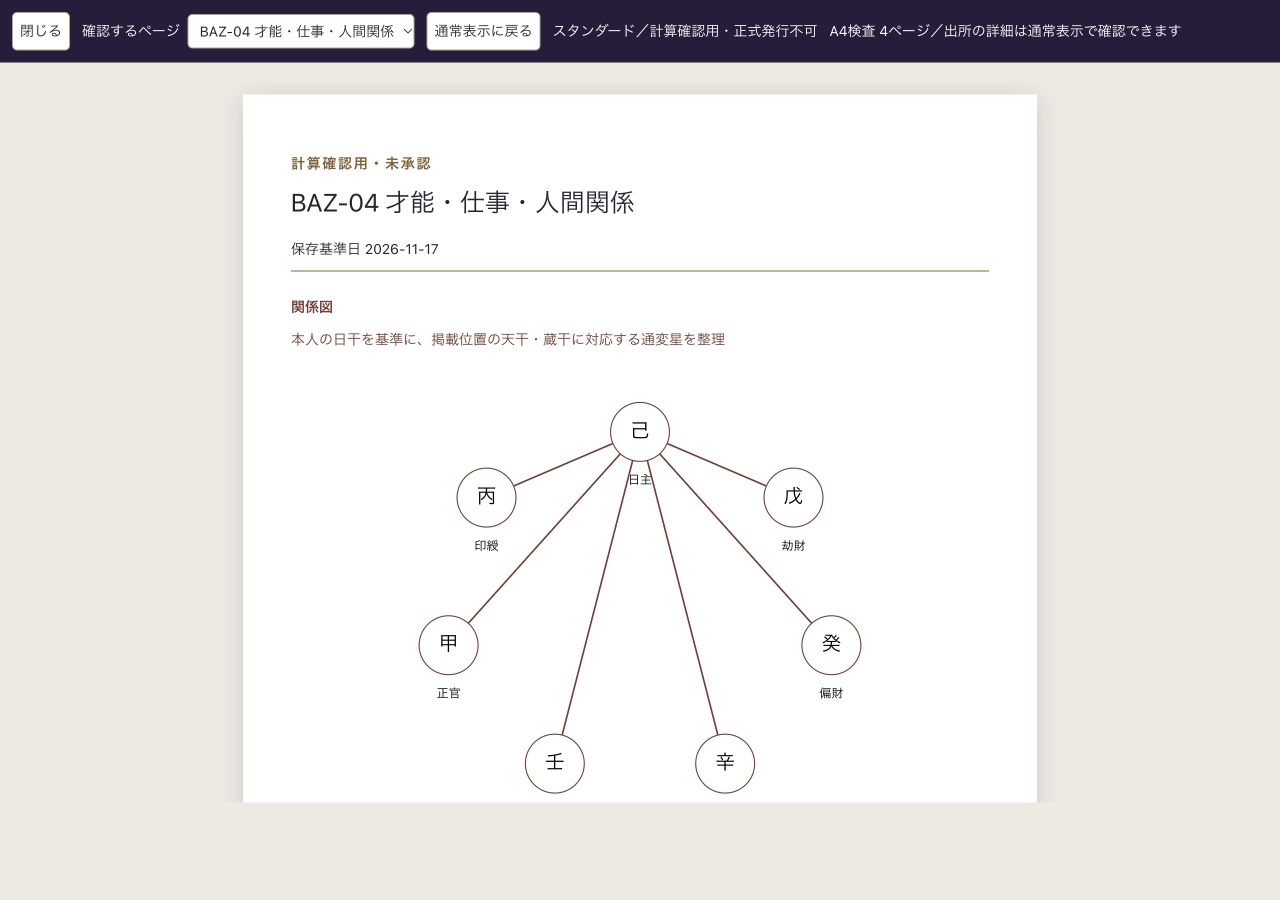 閉じる 確認するページ BAZ-04 才能・仕事・人間関係 通常表示に戻る スタンダード／計算確認用・正式発行不可 A4検査 4ページ／出所の詳細は通常表示で確認できます
計算確認用・未承認
BAZ-04 才能・仕事・人間関係
保存基準日 2026-11-17
関係図
本人の日干を基準に、掲載位置の天干・蔵干に対応する通変星を整理
己
日主
丙
戊
印綬
劫財
甲
癸
正官
偏財
壬
辛